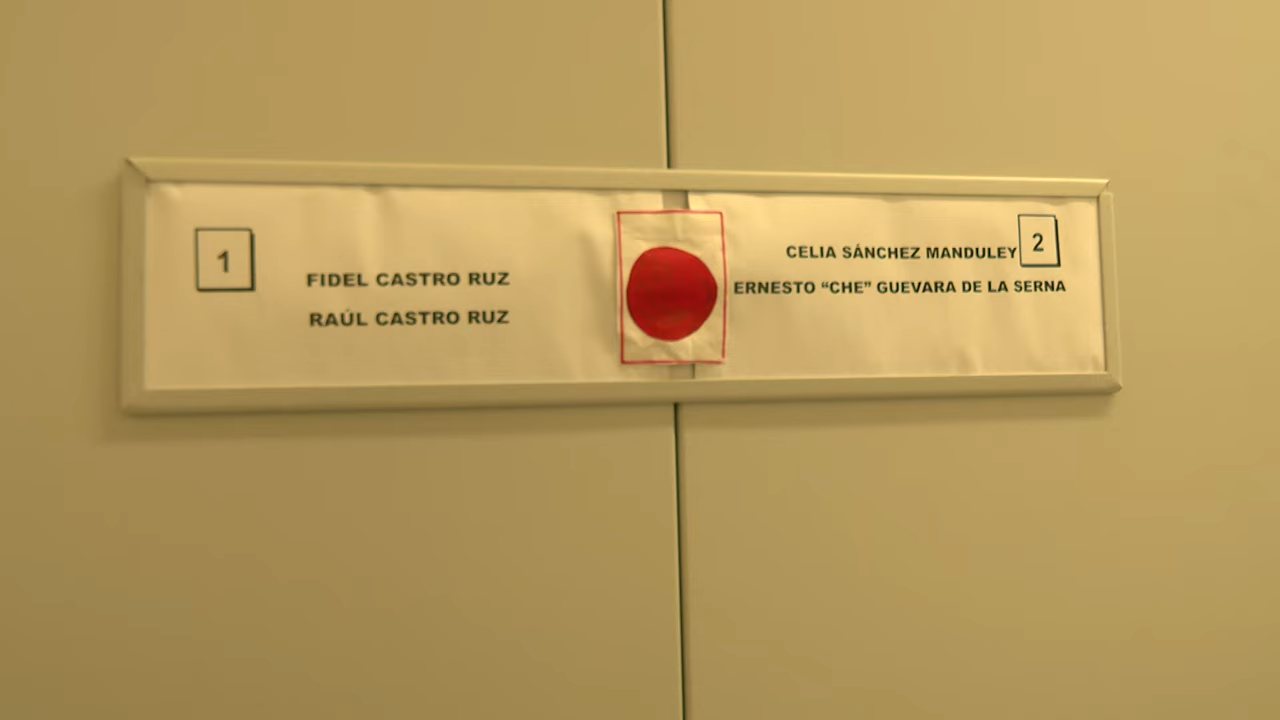 1
FIDEL CASTRO RUZ
RAÚL CASTRO RUZ
CELIA SÁNCHEZ MANDULEY
2
ERNESTO “CHE” GUEVARA DE LA SERNA